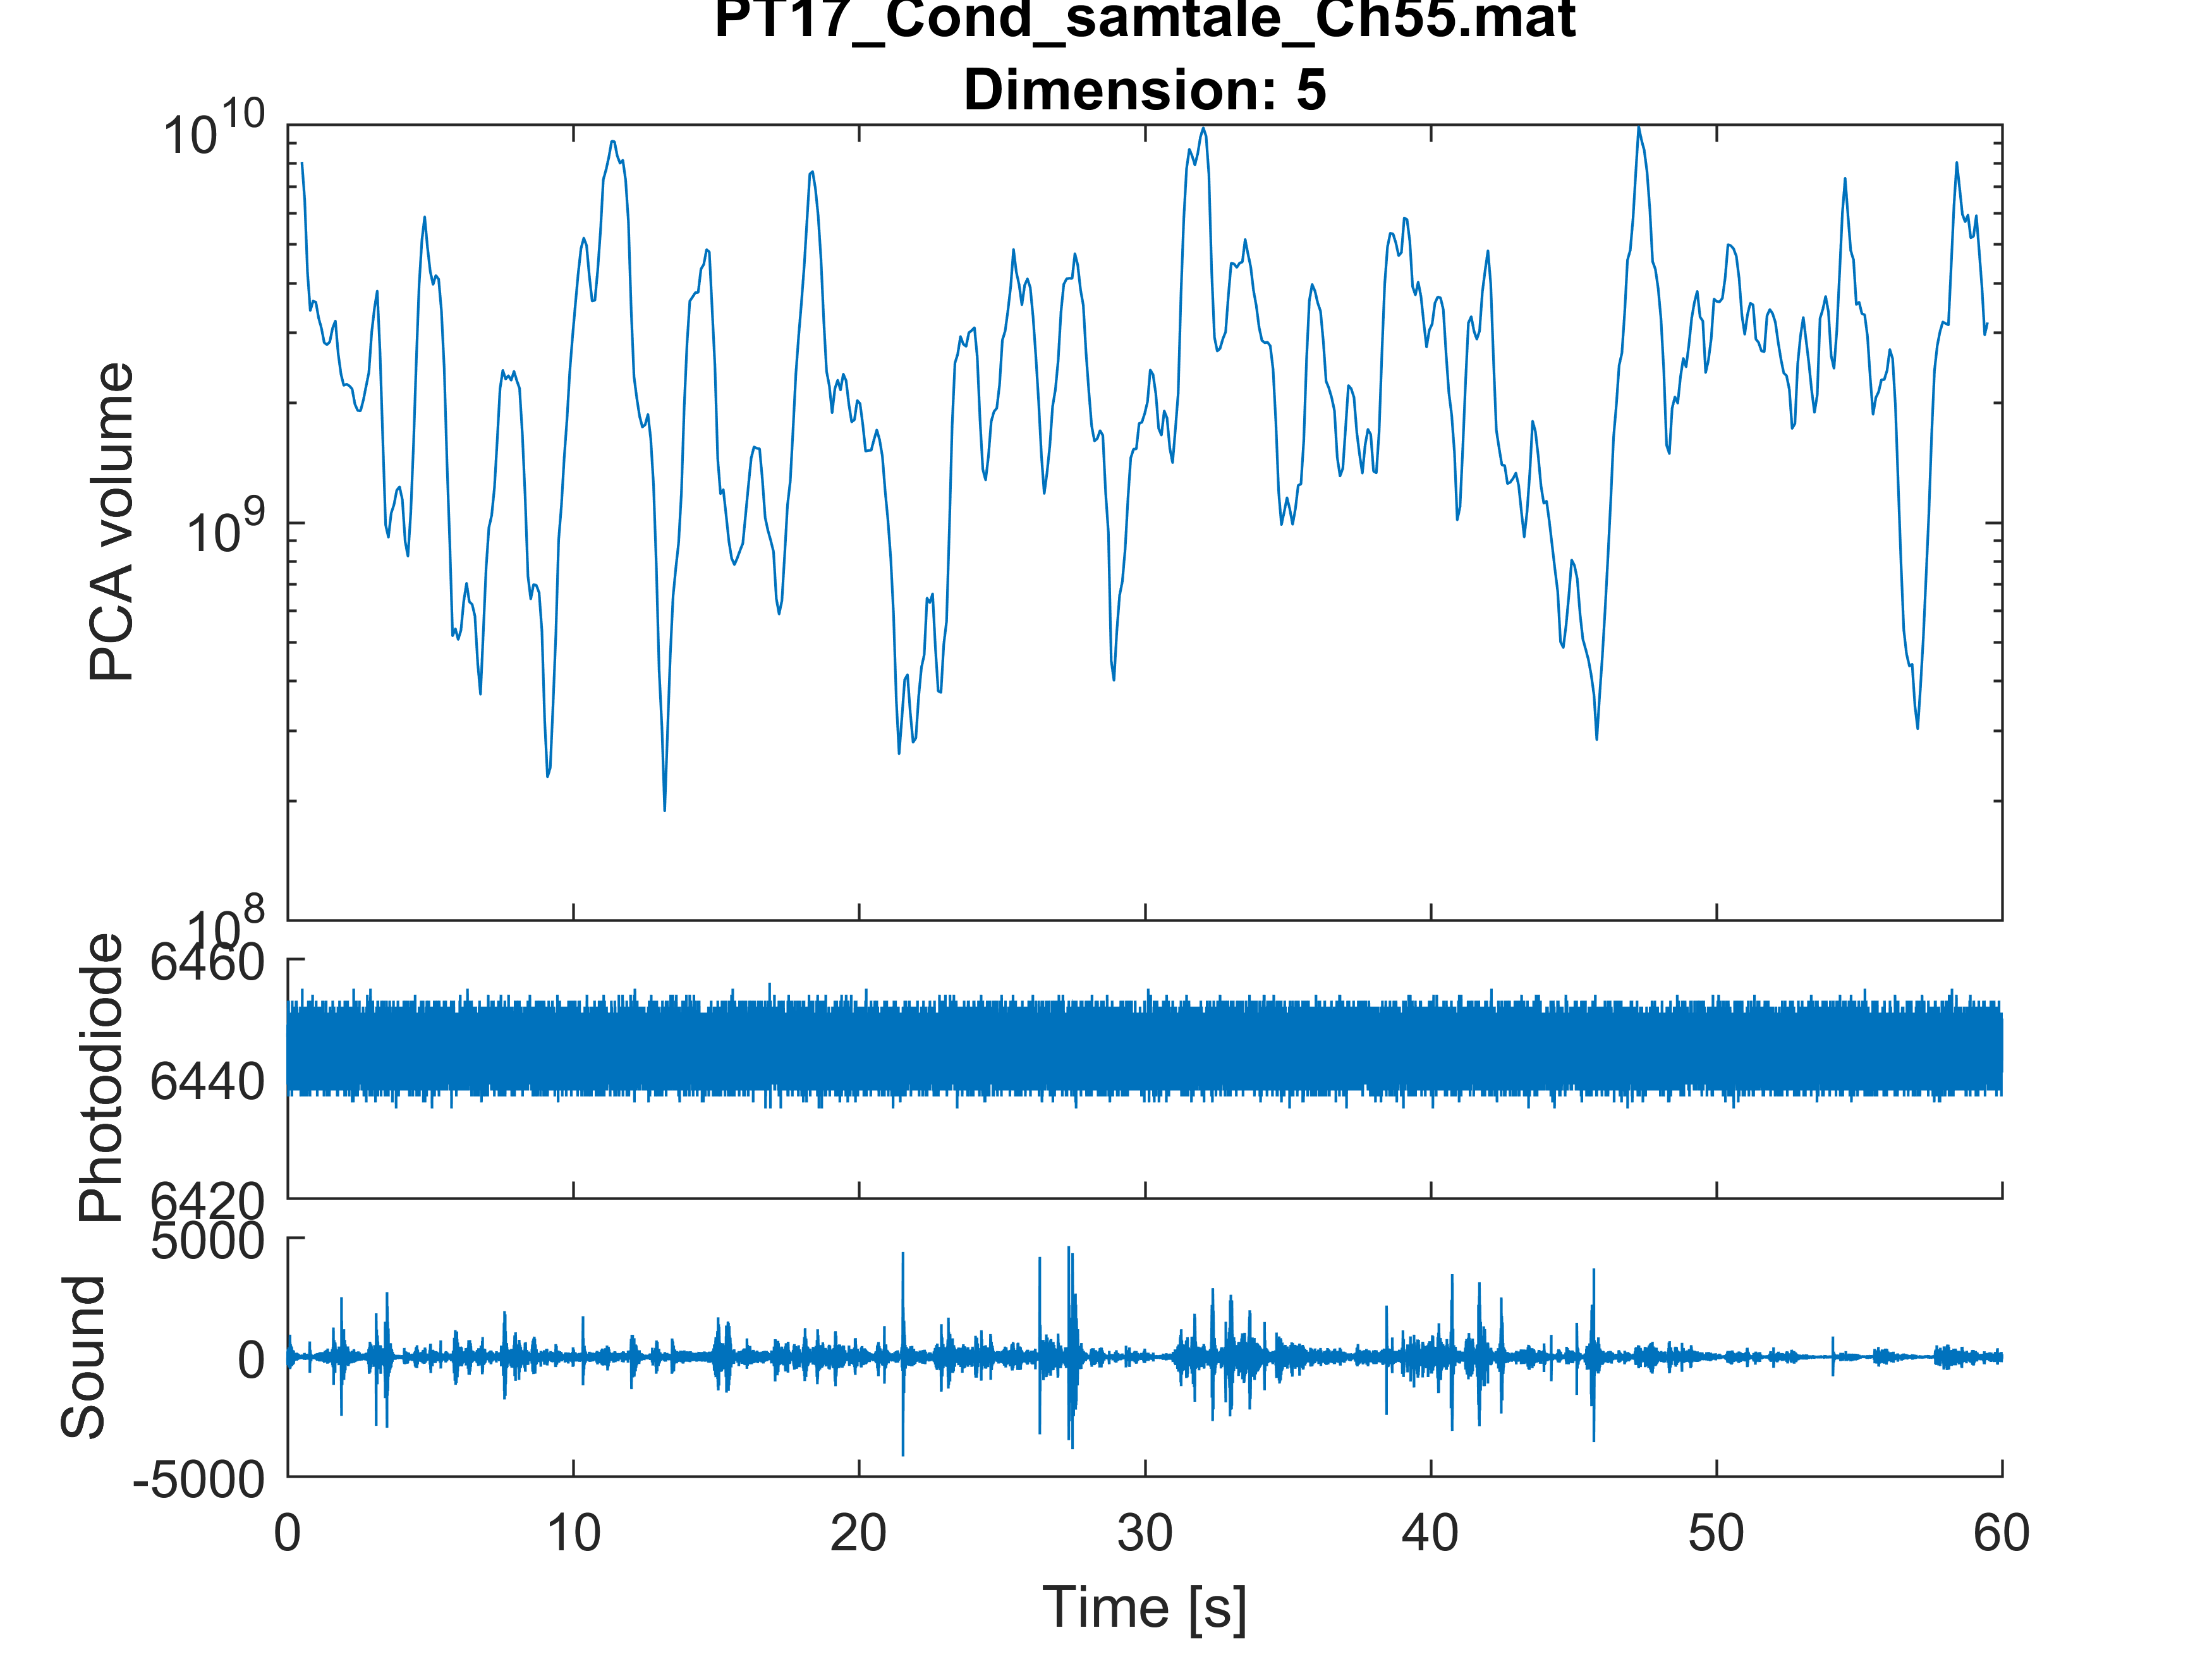 PT17_Cond_samtale_Ch55.mat
Dimension: 5
10^10
10^9
10^8
PCA volume
6460
6440
6420
Photodiode
5000
0
-5000
Sound
0 10 20 30 40 50 60
Time [s]